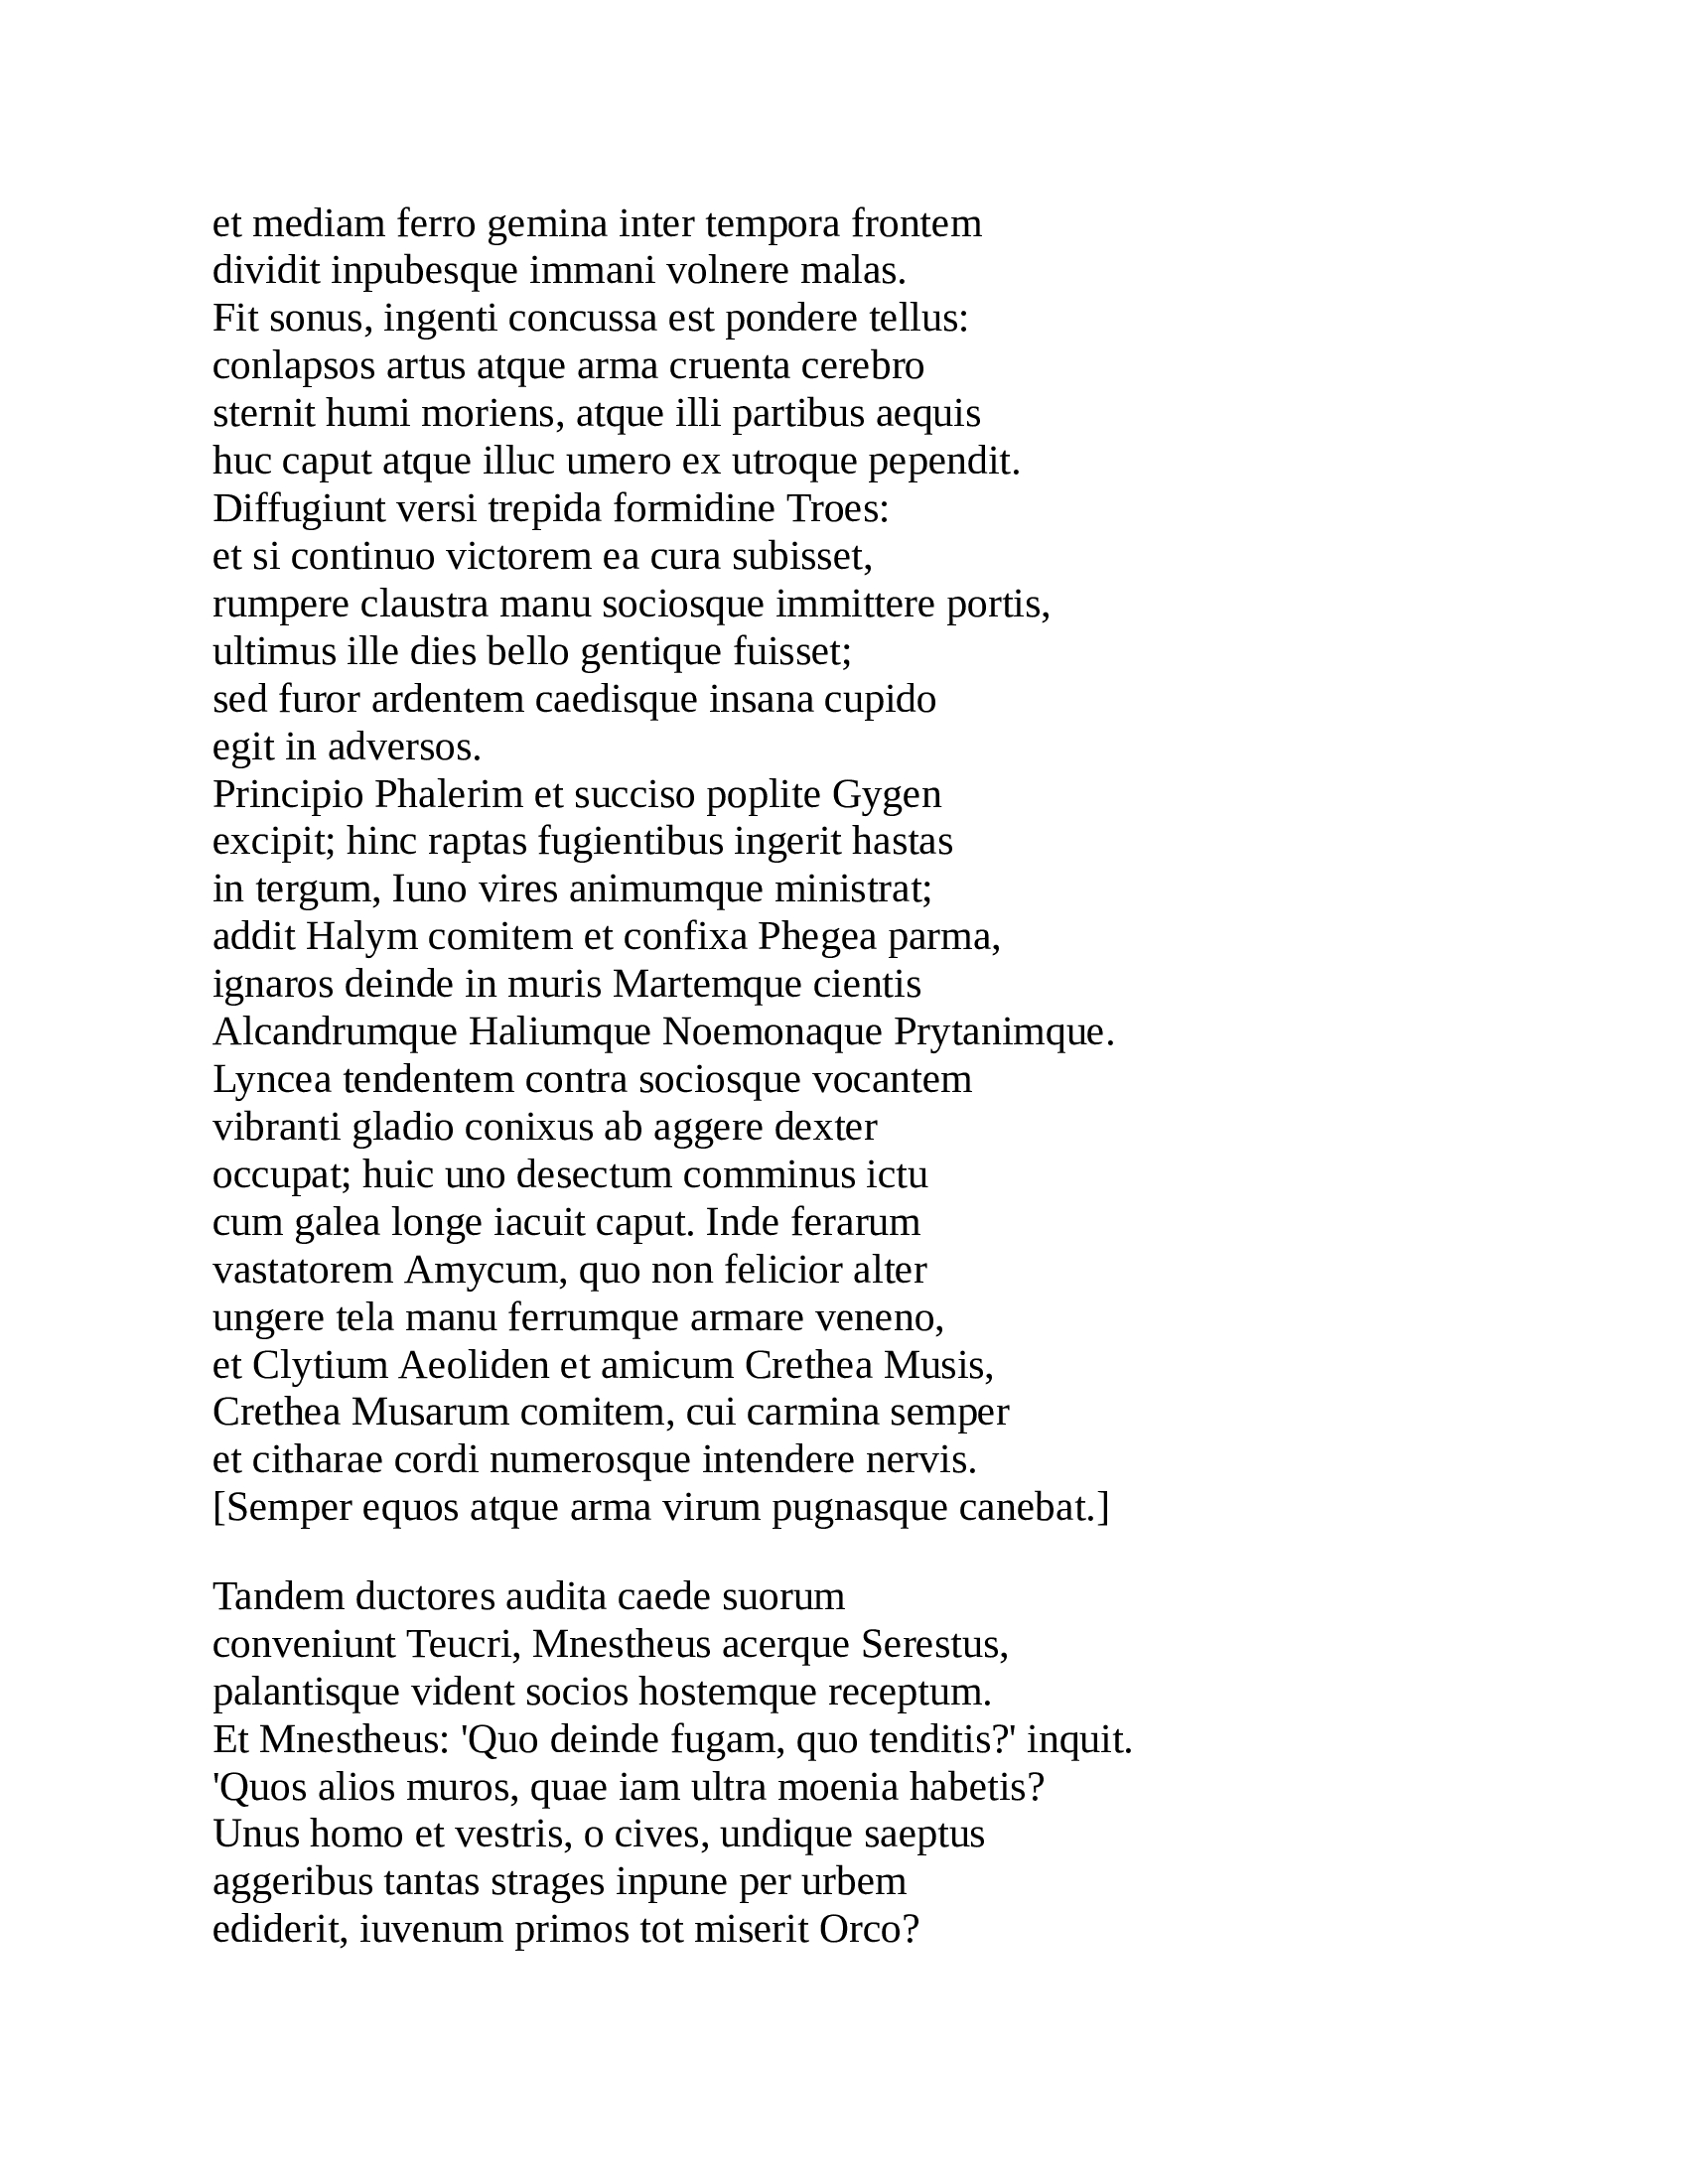 et mediam ferro gemina inter tempora frontem
dividit inpubesque immani volnere malas.
Fit sonus, ingenti concussa est pondere tellus:
conlapsos artus atque arma cruenta cerebro
sternit humi moriens, atque illi partibus aequis
huc caput atque illuc umero ex utroque pependit.
Diffugiunt versi trepida formidine Troes:
et si continuo victorem ea cura subisset,
rumpere claustra manu sociosque immittere portis,
ultimus ille dies bello gentique fuisset;
sed furor ardentem caedisque insana cupido
egit in adversos.
Principio Phalerim et succiso poplite Gygen
excipit; hinc raptas fugientibus ingerit hastas
in tergum, Iuno vires animumque ministrat;
addit Halym comitem et confixa Phegea parma,
ignaros deinde in muris Martemque cientis
Alcandrumque Haliumque Noemonaque Prytanimque.
Lyncea tendentem contra sociosque vocantem
vibranti gladio conixus ab aggere dexter
occupat; huic uno desectum comminus ictu
cum galea longe iacuit caput. Inde ferarum
vastatorem Amycum, quo non felicior alter
ungere tela manu ferrumque armare veneno,
et Clytium Aeoliden et amicum Crethea Musis,
Crethea Musarum comitem, cui carmina semper
et citharae cordi numerosque intendere nervis.
[Semper equos atque arma virum pugnasque canebat.]

Tandem ductores audita caede suorum
conveniunt Teucri, Mnestheus acerque Serestus,
palantisque vident socios hostemque receptum.
Et Mnestheus: 'Quo deinde fugam, quo tenditis?' inquit.
'Quos alios muros, quae iam ultra moenia habetis?
Unus homo et vestris, o cives, undique saeptus
aggeribus tantas strages inpune per urbem
ediderit, iuvenum primos tot miserit Orco?